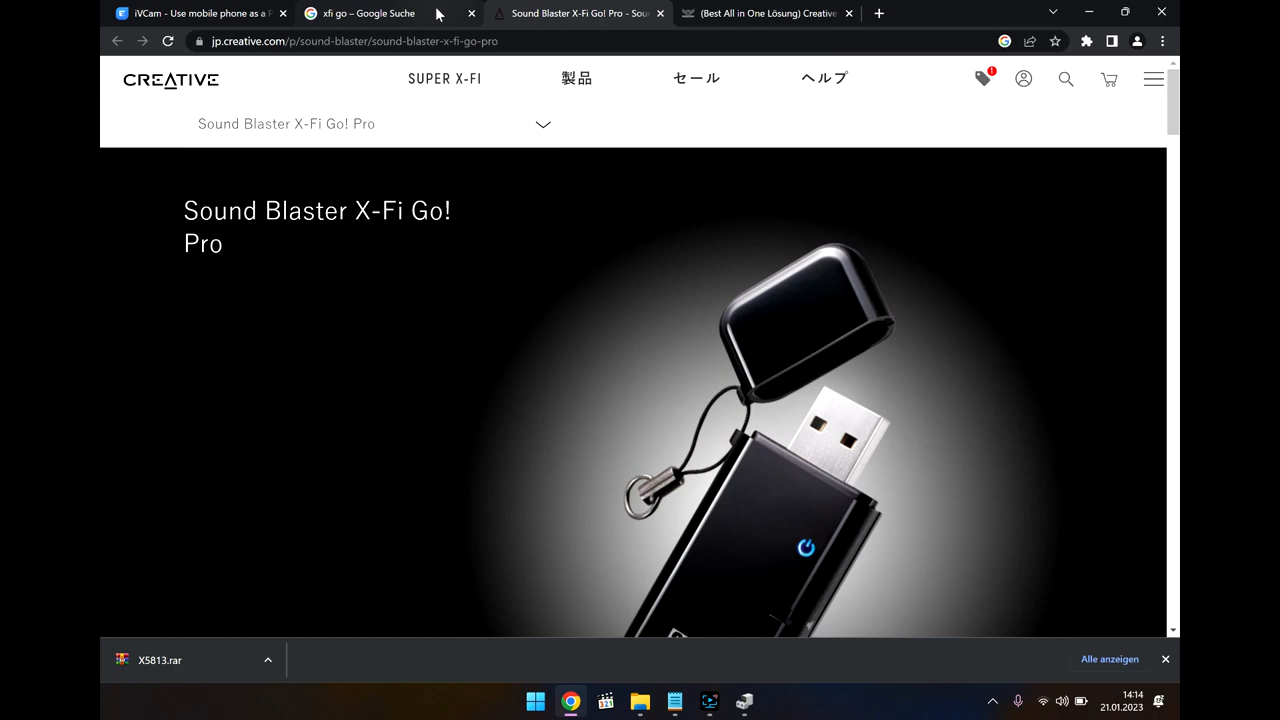 iVCam - Use mobile phone as a P
xfi go – Google Suche
Sound Blaster X-Fi Go! Pro - Sou
(Best All in One Lösung) Creative
jp.creative.com/p/sound-blaster/sound-blaster-x-fi-go-pro
CREATIVE
SUPER X-FI
製品
セール
ヘルプ
1
Sound Blaster X-Fi Go! Pro
Sound Blaster X-Fi Go!
Pro
X5813.rar
Alle anzeigen
321
14:14
21.01.2023